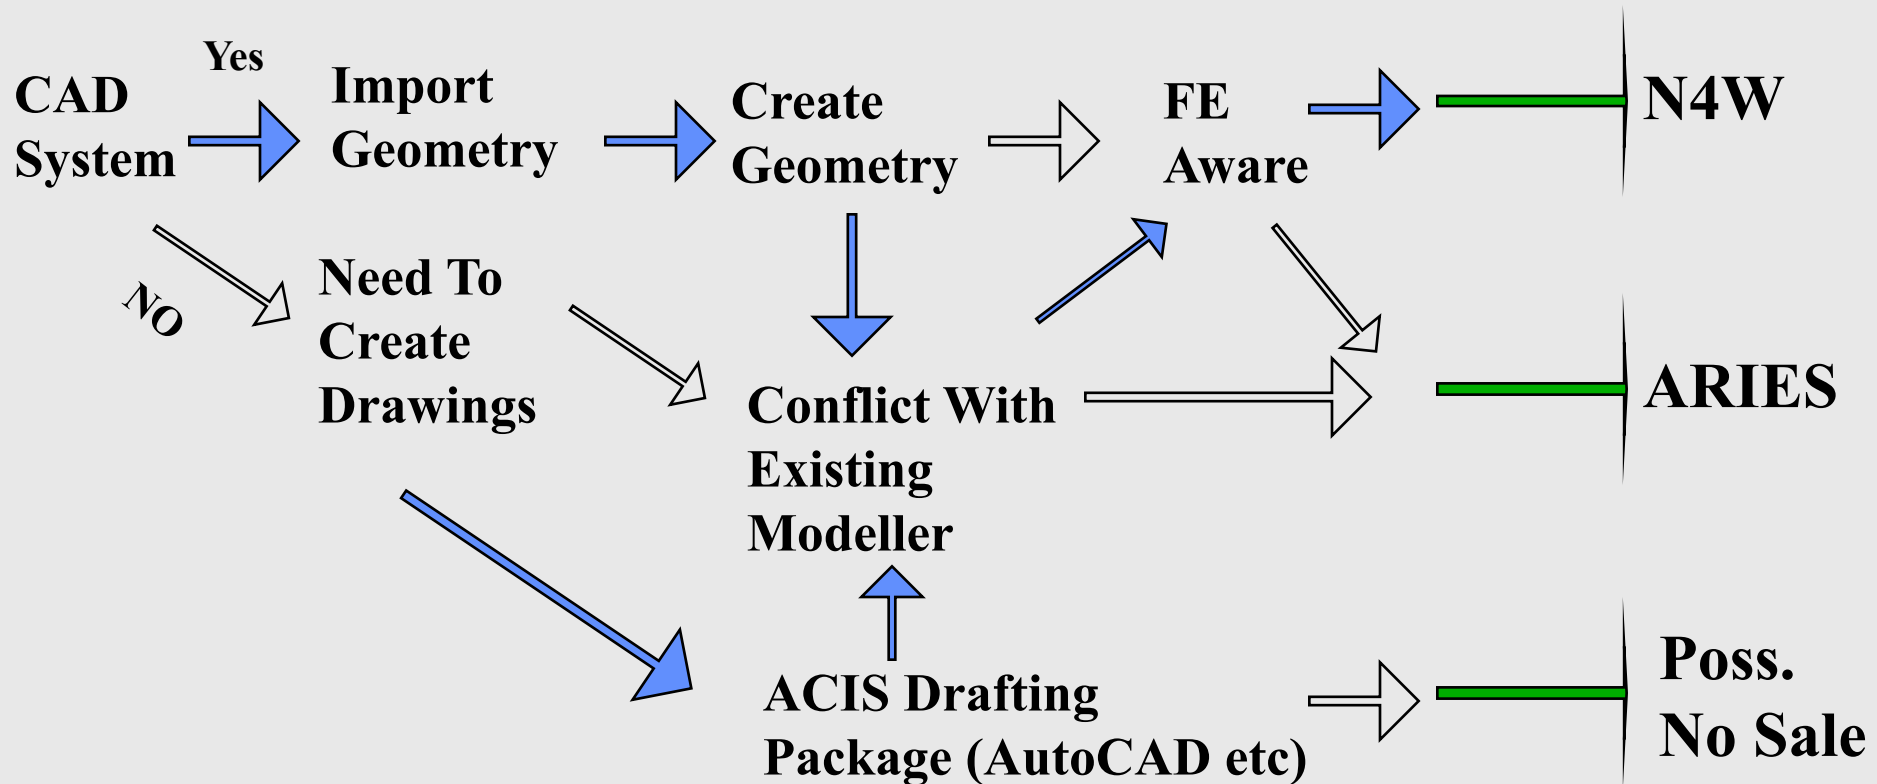 Yes
CAD
System
Import
Geometry
Create
Geometry
FE
Aware
N4W
NO
Need To
Create
Drawings
Conflict With
Existing
Modeller
ARIES
ACIS Drafting
Package (AutoCAD etc)
Poss.
No Sale